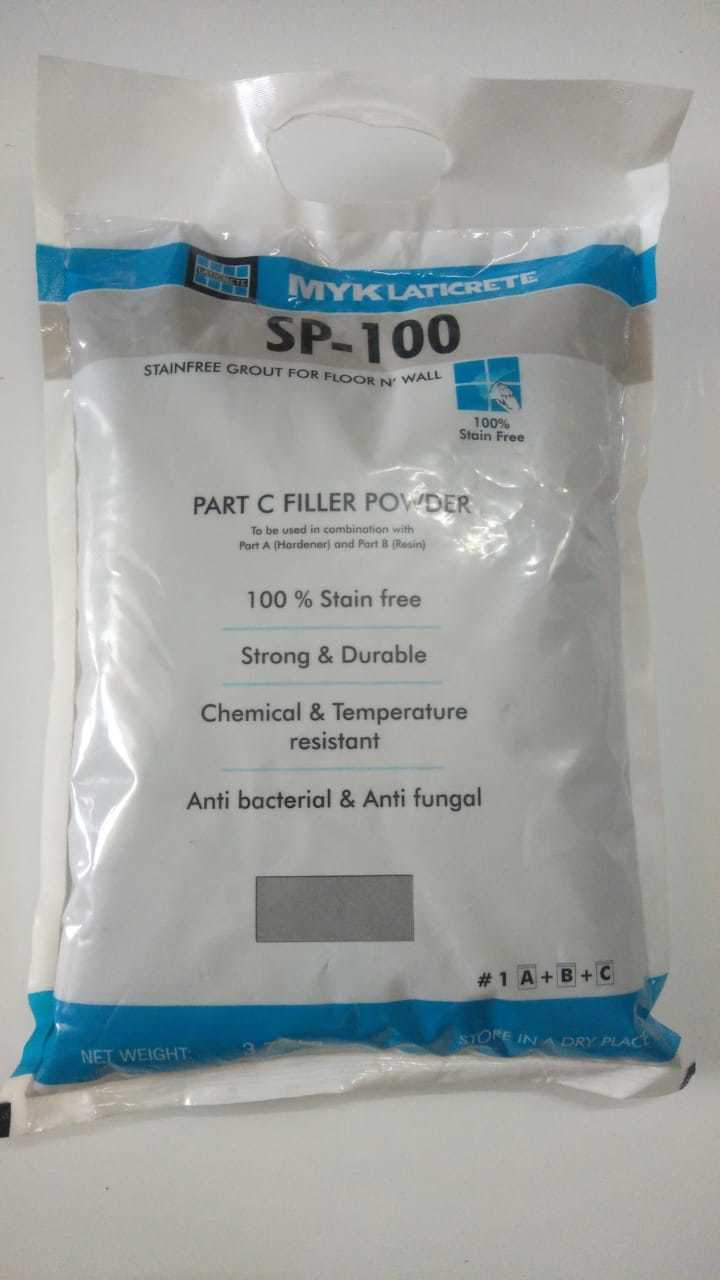 LATICRETE
MYK LATICRETE
SP-100
STAINFREE GROUT FOR FLOOR N' WALL
100%
Stain Free
PART C FILLER POWDER
To be used in combination with
Part A (Hardener) and Part B (Resin)
100 % Stain free
Strong & Durable
Chemical & Temperature
resistant
Anti bacterial & Anti fungal
# 1 A + B + C
NET WEIGHT:
STORE IN A DRY PLACE